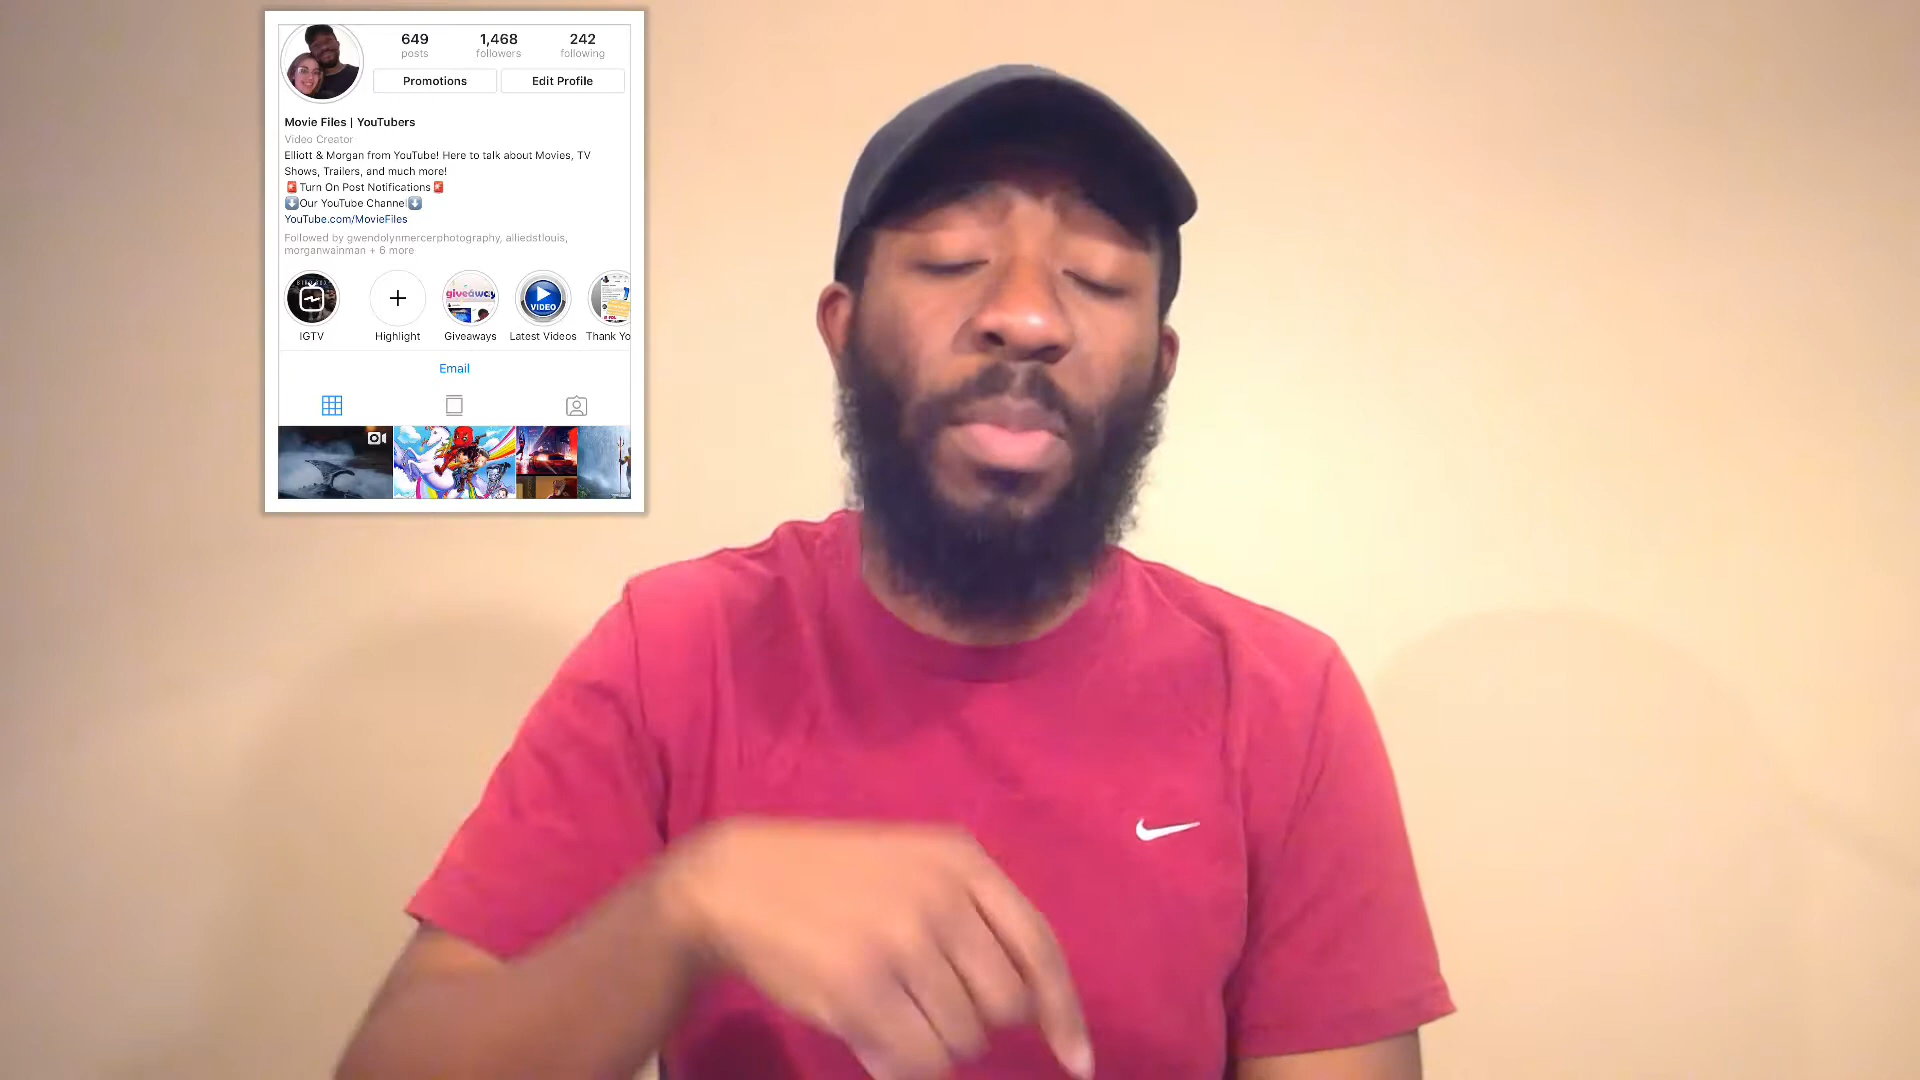 649 1,468 242
posts followers following
Promotions Edit Profile
Movie Files | YouTubers
Video Creator
Elliott & Morgan from YouTube! Here to talk about Movies, TV
Shows, Trailers, and much more!
🚨Turn On Post Notifications🚨
⬇️Our YouTube Channel⬇️
YouTube.com/MovieFiles
Followed by gwendolynmercerphotography, alliedstlouis,
morganwainman + 6 more
giveaway
VIDEO
IGTV Highlight Giveaways Latest Videos Thank Yo
Email